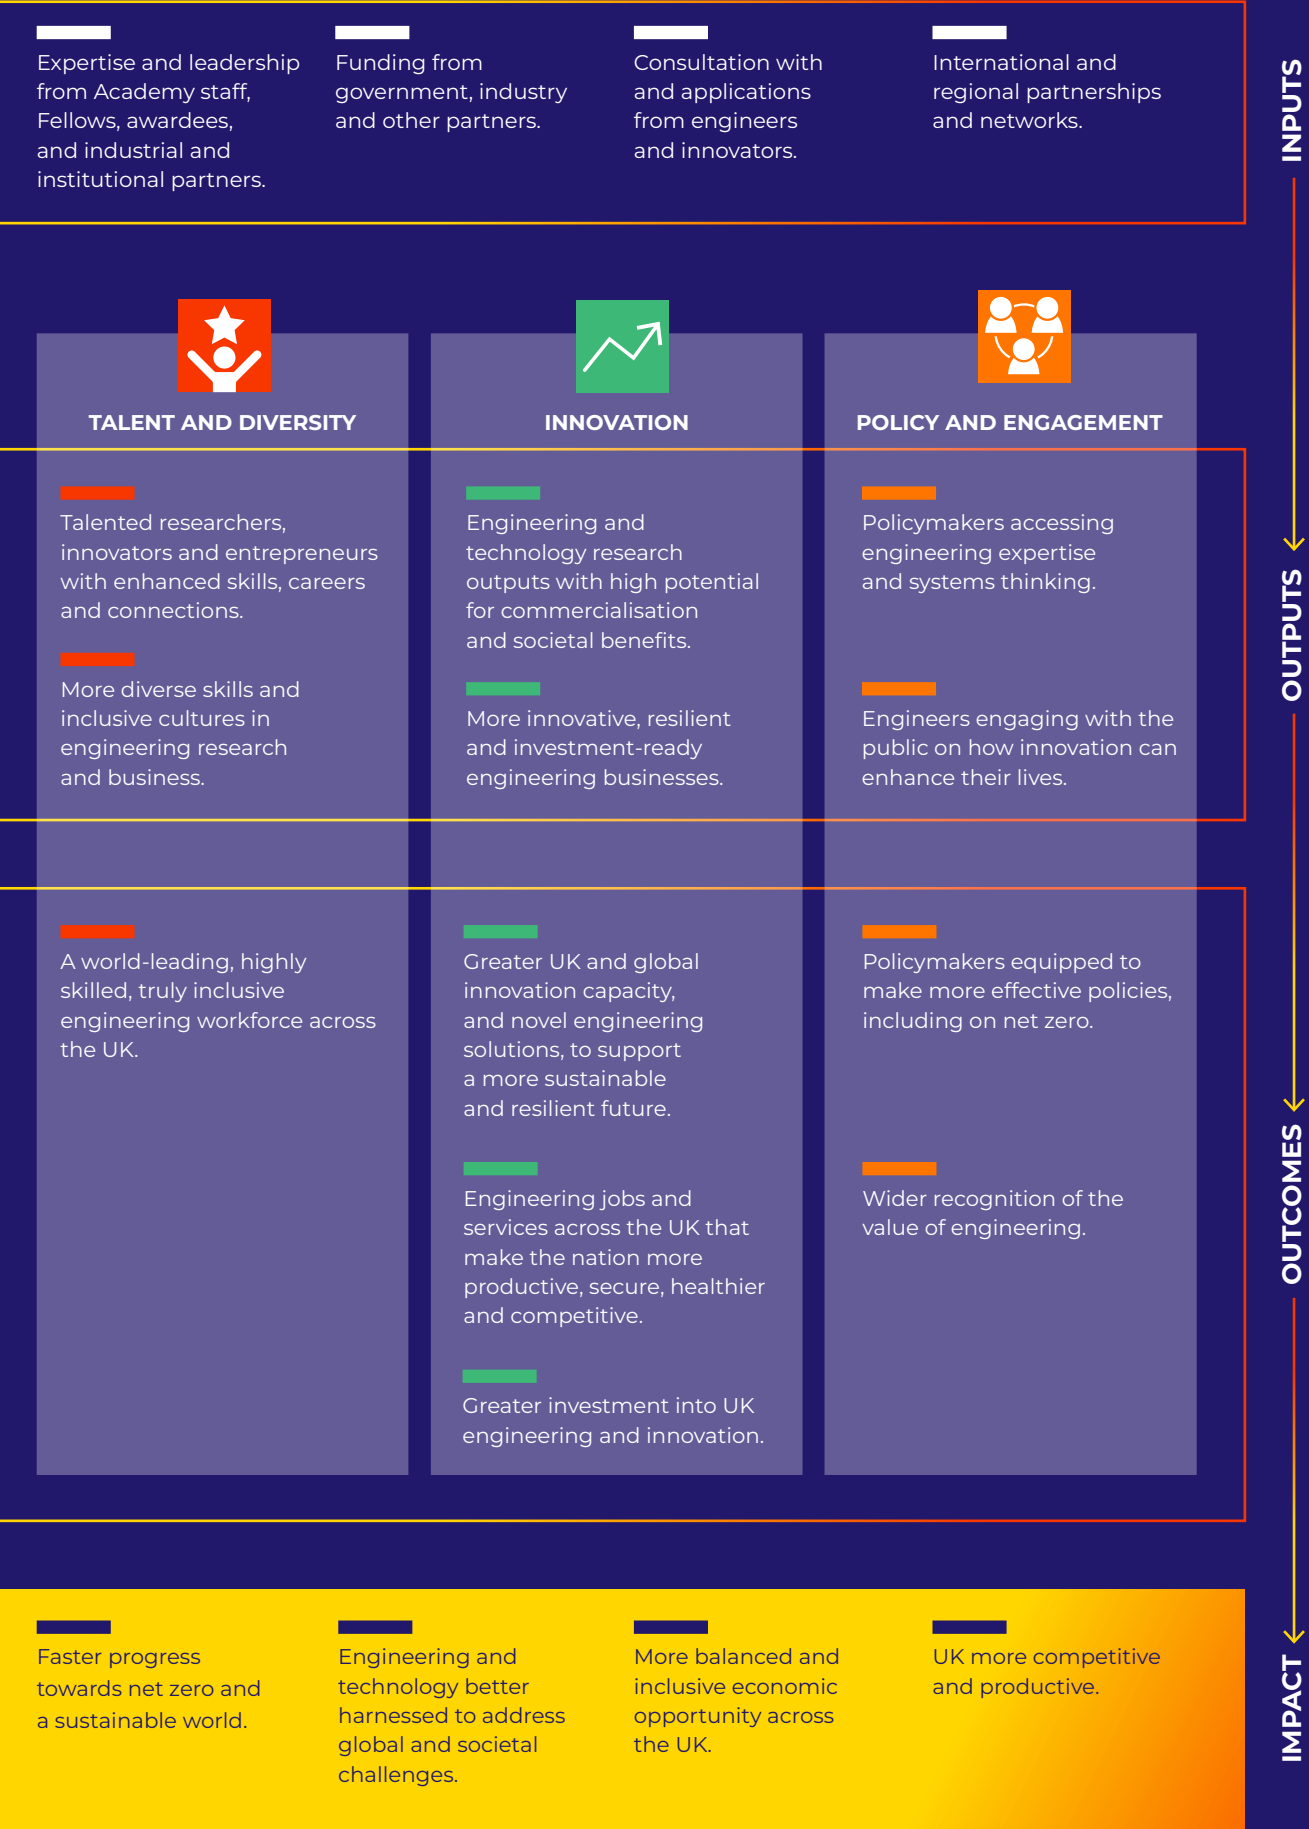 INPUTS
Expertise and leadership
from Academy staff,
Fellows, awardees,
and industrial and
institutional partners.
Funding from
government, industry
and other partners.
Consultation with
and applications
from engineers
and innovators.
International and
regional partnerships
and networks.
TALENT AND DIVERSITY
INNOVATION
POLICY AND ENGAGEMENT
OUTPUTS
Talented researchers,
innovators and entrepreneurs
with enhanced skills, careers
and connections.
More diverse skills and
inclusive cultures in
engineering research
and business.
Engineering and
technology research
outputs with high potential
for commercialisation
and societal benefits.
More innovative, resilient
and investment-ready
engineering businesses.
Policymakers accessing
engineering expertise
and systems thinking.
Engineers engaging with the
public on how innovation can
enhance their lives.
OUTCOMES
A world-leading, highly
skilled, truly inclusive
engineering workforce across
the UK.
Greater UK and global
innovation capacity,
and novel engineering
solutions, to support
a more sustainable
and resilient future.
Engineering jobs and
services across the UK that
make the nation more
productive, secure, healthier
and competitive.
Greater investment into UK
engineering and innovation.
Policymakers equipped to
make more effective policies,
including on net zero.
Wider recognition of the
value of engineering.
IMPACT
Faster progress
towards net zero and
a sustainable world.
Engineering and
technology better
harnessed to address
global and societal
challenges.
More balanced and
inclusive economic
opportunity across
the UK.
UK more competitive
and productive.